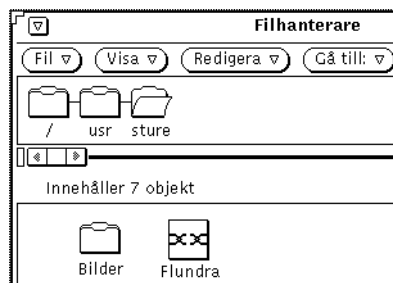 Filhanterare
Fil Visa Redigera Gå till:
/ usr sture
Innehåller 7 objekt
Bilder Flundra